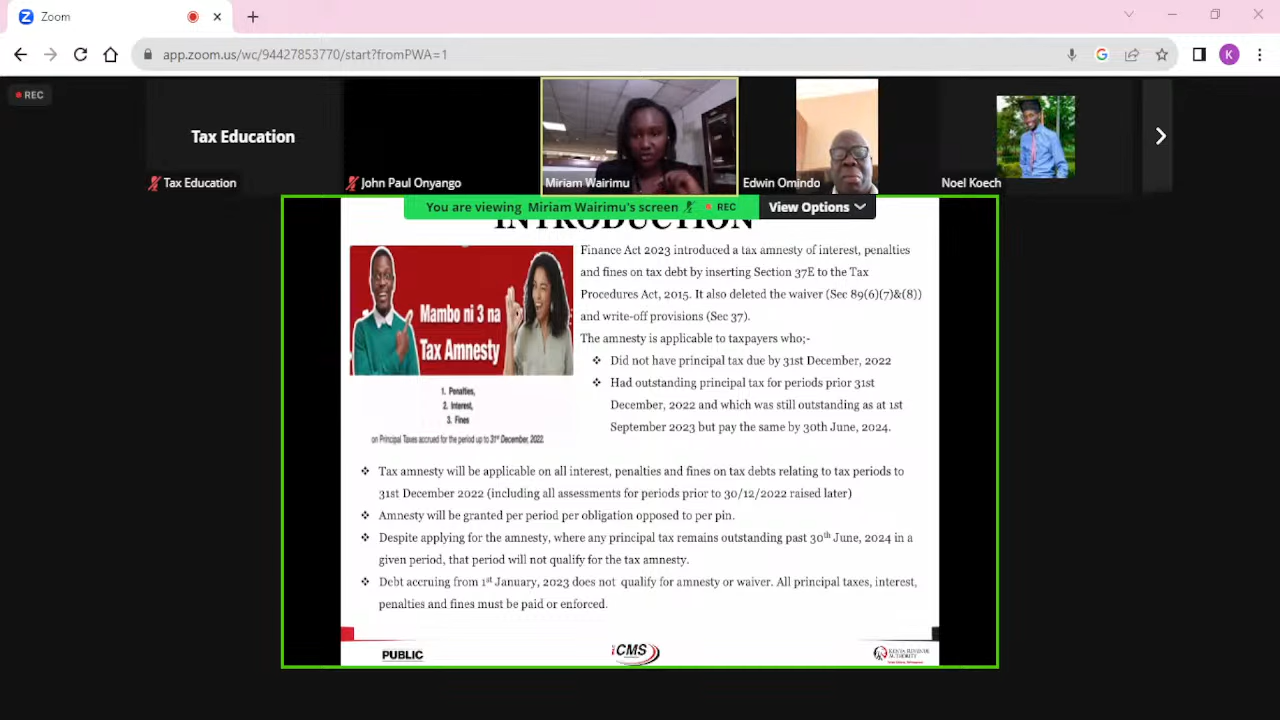 Zoom
app.zoom.us/wc/94427853770/start?fromPWA=1
K
REC
Tax Education
Tax Education
John Paul Onyango
Miriam Wairimu
Edwin Omindo
Noel Koech
You are viewing Miriam Wairimu's screen
REC
View Options
INTRODUCTION
Mambo ni 3 na
Tax Amnesty
1. Penalties,
2. Interest,
3. Fines
on Principal Taxes accrued for the period up to 31st December, 2022
Finance Act 2023 introduced a tax amnesty of interest, penalties
and fines on tax debt by inserting Section 37E to the Tax
Procedures Act, 2015. It also deleted the waiver (Sec 89(6)(7)&(8))
and write-off provisions (Sec 37).
The amnesty is applicable to taxpayers who;-
❖ Did not have principal tax due by 31st December, 2022
❖ Had outstanding principal tax for periods prior 31st
December, 2022 and which was still outstanding as at 1st
September 2023 but pay the same by 30th June, 2024.
❖ Tax amnesty will be applicable on all interest, penalties and fines on tax debts relating to tax periods to
31st December 2022 (including all assessments for periods prior to 30/12/2022 raised later)
❖ Amnesty will be granted per period per obligation opposed to per pin.
❖ Despite applying for the amnesty, where any principal tax remains outstanding past 30th June, 2024 in a
given period, that period will not qualify for the tax amnesty.
❖ Debt accruing from 1st January, 2023 does not qualify for amnesty or waiver. All principal taxes, interest,
penalties and fines must be paid or enforced.
PUBLIC
iCMS
KENYA REVENUE
AUTHORITY